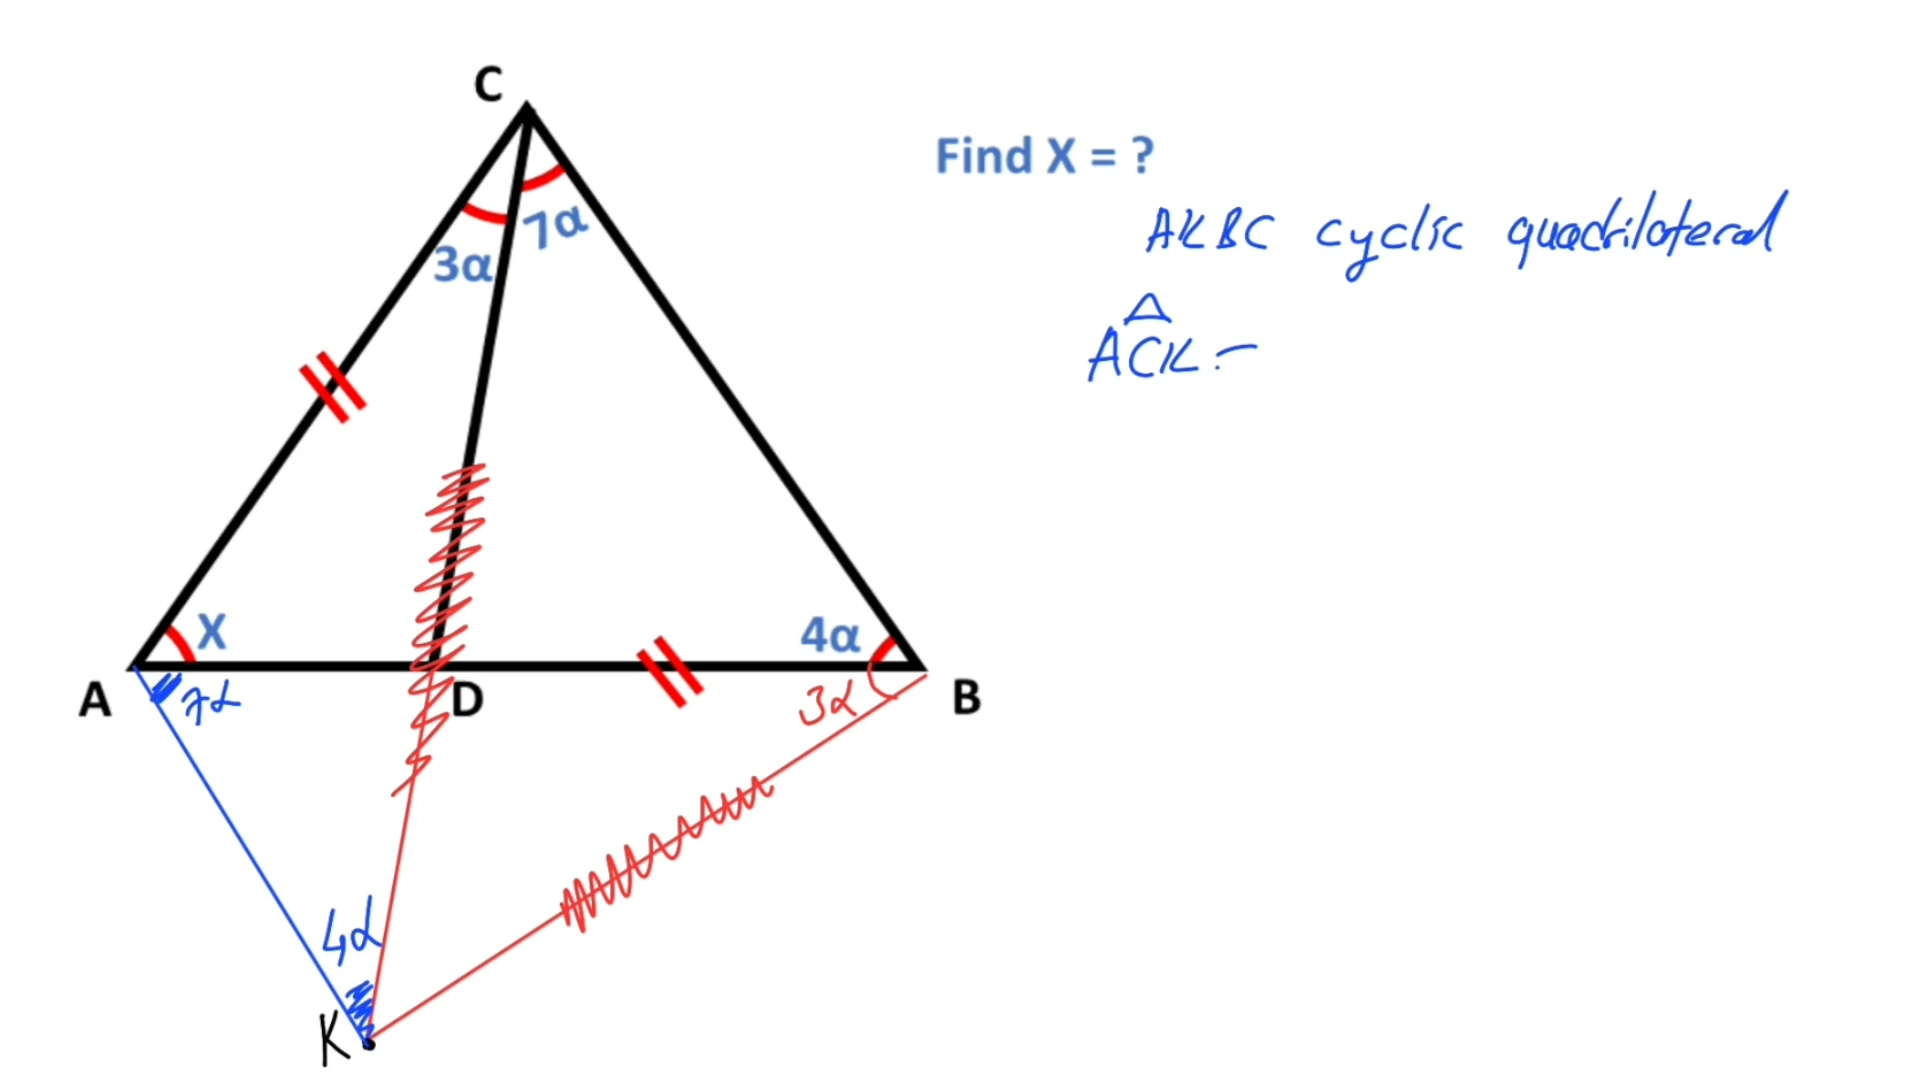 C
Find X = ?
AKBC cyclic quadrilateral
3α
7α
ACK :
X
4α
A
7α
D
3α
B
4α
K